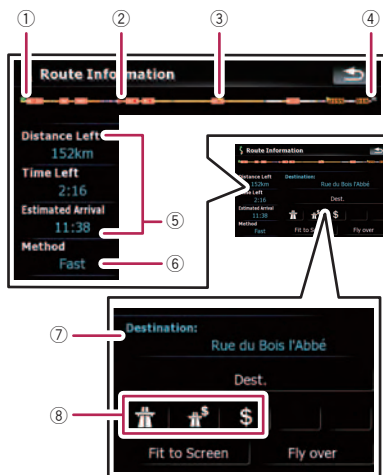 ① ② ③ ④
Route Information
Distance Left
152km
Time Left
2:16
Estimated Arrival
11:38
⑤
Method
Fast
⑥
Route Information
Distance Left
152km
Time Left
2:16
Estimated Arrival
11:38
Method
Fast
Destination:
Rue du Bois l'Abbé
Dest.
$
$
Fit to Screen
Fly over
⑦
Destination:
Rue du Bois l'Abbé
Dest.
⑧
$
$
Fit to Screen
Fly over